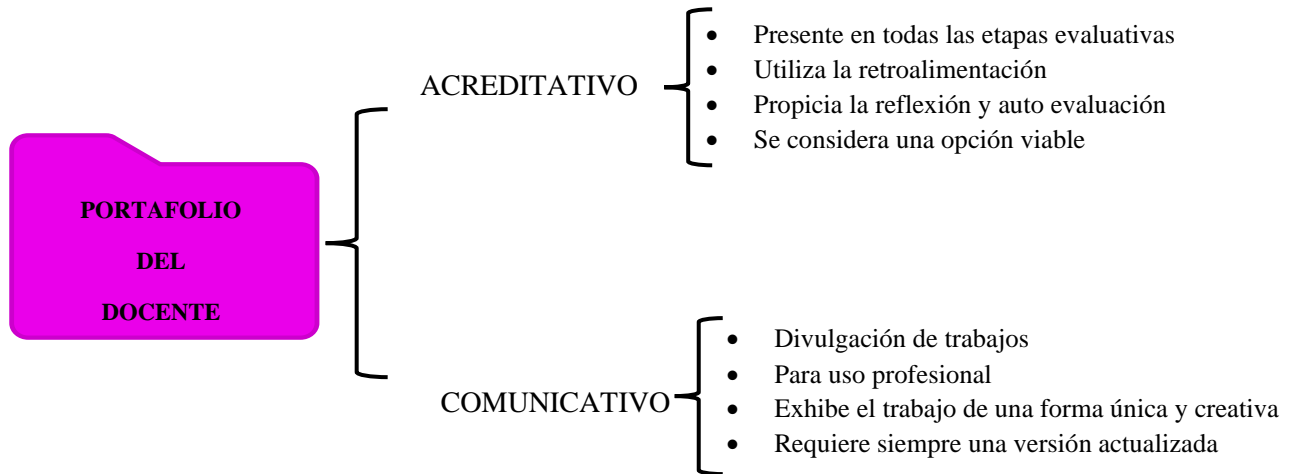 PORTAFOLIO
DEL
DOCENTE
ACREDITATIVO
• Presente en todas las etapas evaluativas
• Utiliza la retroalimentación
• Propicia la reflexión y auto evaluación
• Se considera una opción viable
COMUNICATIVO
• Divulgación de trabajos
• Para uso profesional
• Exhibe el trabajo de una forma única y creativa
• Requiere siempre una versión actualizada